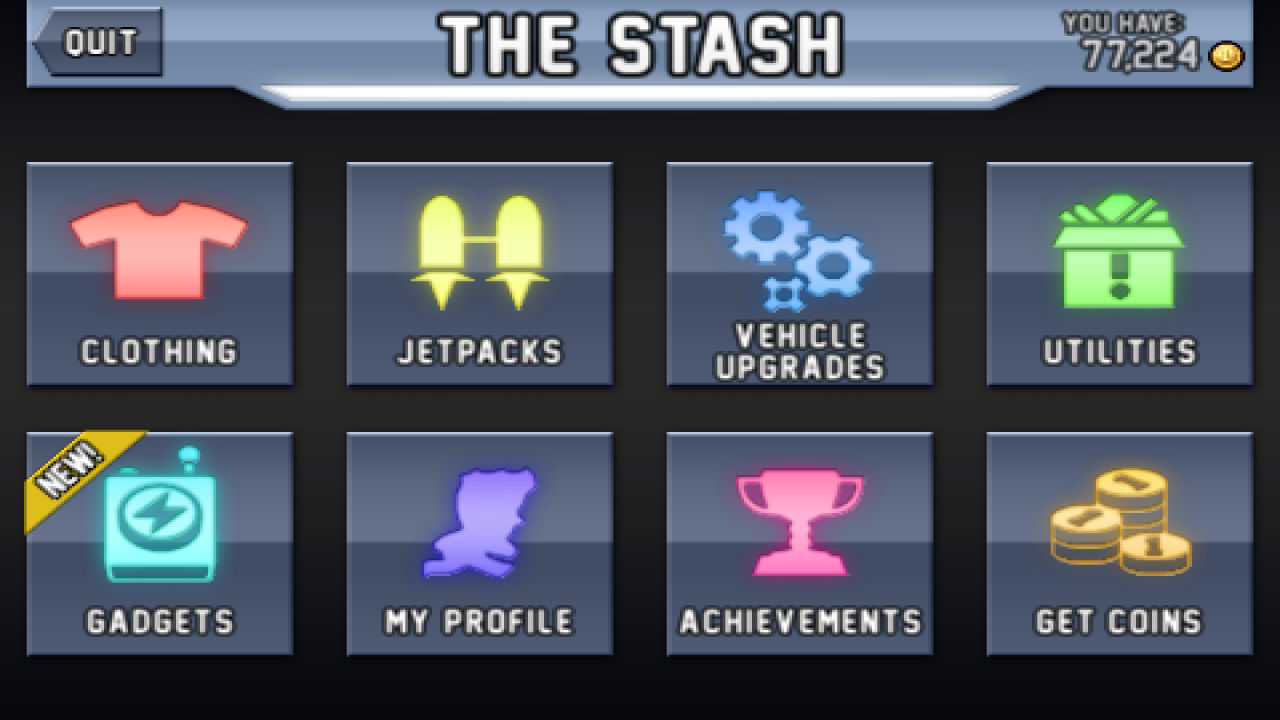 QUIT
THE STASH
YOU HAVE:
77,224
CLOTHING
JETPACKS
VEHICLE
UPGRADES
UTILITIES
NEW!
GADGETS
MY PROFILE
ACHIEVEMENTS
GET COINS